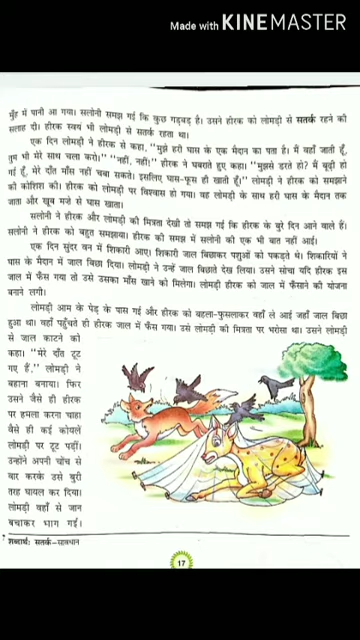 Made with KINEMASTER
मुँह में पानी आ गया। सलोनी समझ गई कि कुछ गड़बड़ है। उसने हीरक को लोमड़ी से सतर्क रहने की
सलाह दी। हीरक स्वयं भी लोमड़ी से सतर्क रहता था।
एक दिन लोमड़ी ने हीरक से कहा, "मुझे हरी घास के एक मैदान का पता है। मैं वहाँ जाती हूँ,
तुम भी मेरे साथ चला करो।" "नहीं, नहीं!" हीरक ने घबराते हुए कहा। "मुझसे डरते हो? मैं बूढ़ी हो
गई हूँ, मेरे दाँत माँस नहीं चबा सकते। इसलिए घास-फूस ही खाती हूँ।" लोमड़ी ने हीरक को समझाने
की कोशिश की। हीरक को लोमड़ी पर विश्वास हो गया। वह लोमड़ी के साथ हरी घास के मैदान तक
जाता और खूब मजे से घास खाता।
सलोनी ने हीरक और लोमड़ी की मित्रता देखी तो समझ गई कि हीरक के बुरे दिन आने वाले हैं।
सलोनी ने हीरक को बहुत समझाया। हीरक की समझ में सलोनी की एक भी बात नहीं आई।
एक दिन सुंदर वन में शिकारी आए। शिकारी जाल बिछाकर पशुओं को पकड़ते थे। शिकारियों ने
घास के मैदान में जाल बिछा दिया। लोमड़ी ने उन्हें जाल बिछाते देख लिया। उसने सोचा यदि हीरक इस
जाल में फँस गया तो उसे उसका माँस खाने को मिलेगा। लोमड़ी हीरक को जाल में फँसाने की योजना
बनाने लगी।
लोमड़ी आम के पेड़ के पास गई और हीरक को बहला-फुसलाकर वहाँ ले आई जहाँ जाल बिछा
हुआ था। वहाँ पहुँचते ही हीरक जाल में फँस गया। उसे लोमड़ी की मित्रता पर भरोसा था। उसने लोमड़ी
से जाल काटने को
कहा। "मेरे दाँत टूट
गए हैं," लोमड़ी ने
बहाना बनाया। फिर
उसने जैसे ही हीरक
पर हमला करना चाहा
वैसे ही कई कोयलें
लोमड़ी पर टूट पड़ीं।
उन्होंने अपनी चोंच से
वार करके उसे बुरी
तरह घायल कर दिया।
लोमड़ी वहाँ से जान
बचाकर भाग गई।
शब्दार्थ: सतर्क-सावधान
17